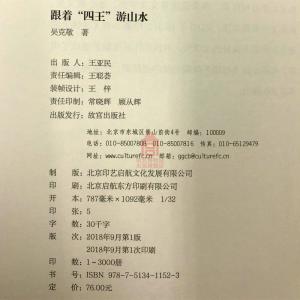 跟着“四王”游山水
吴克敬 著
出版人：王亚民
责任编辑：王聪荟
装帧设计：王 梓
责任印制：常晓辉 顾从辉
出版发行：故宫出版社
地址：北京市东城区景山前街4号 邮编：100009
电话：010-85007808 010-85007816 传真：010-65129479
网址：www.culturefc.cn 邮箱：ggcb@culturefc.cn
制版：北京印艺启航文化发展有限公司
印刷：北京启航东方印刷有限公司
开本：787毫米×1092毫米 1/32
印张：5
字数：30千字
版次：2018年9月第1版
2018年9月第1次印刷
印数：1~3000册
书号：ISBN 978-7-5134-1152-3
定价：76.00元